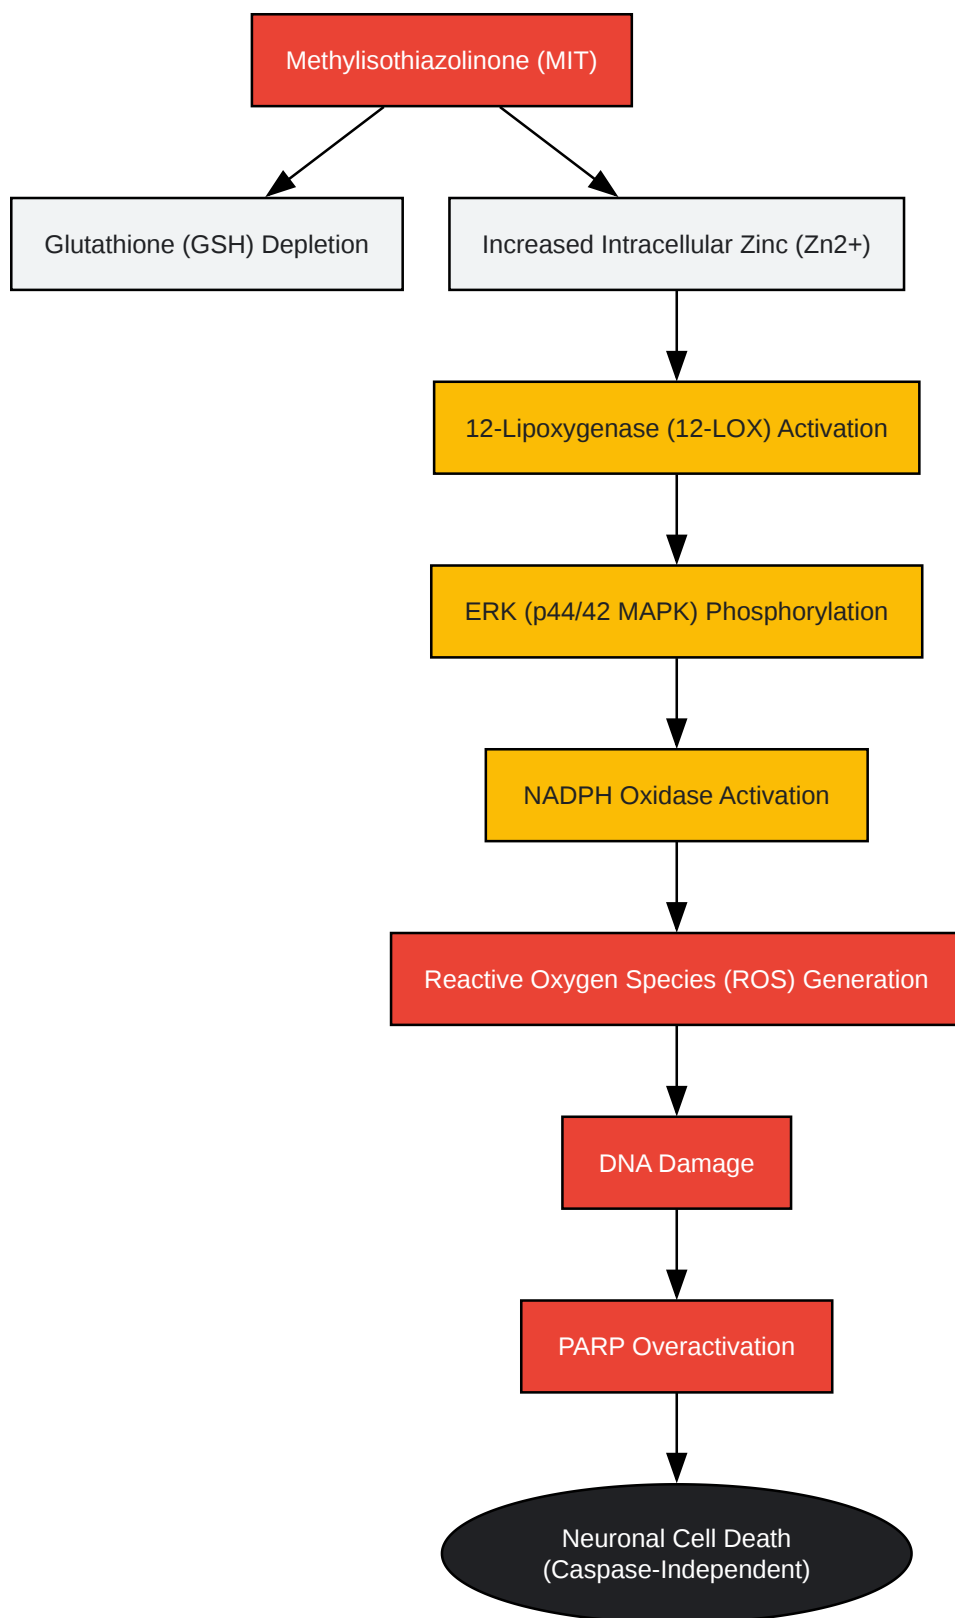 Methylisothiazolinone (MIT)
Glutathione (GSH) Depletion
Increased Intracellular Zinc (Zn2+)
12-Lipoxygenase (12-LOX) Activation
ERK (p44/42 MAPK) Phosphorylation
NADPH Oxidase Activation
Reactive Oxygen Species (ROS) Generation
DNA Damage
PARP Overactivation
Neuronal Cell Death
(Caspase-Independent)